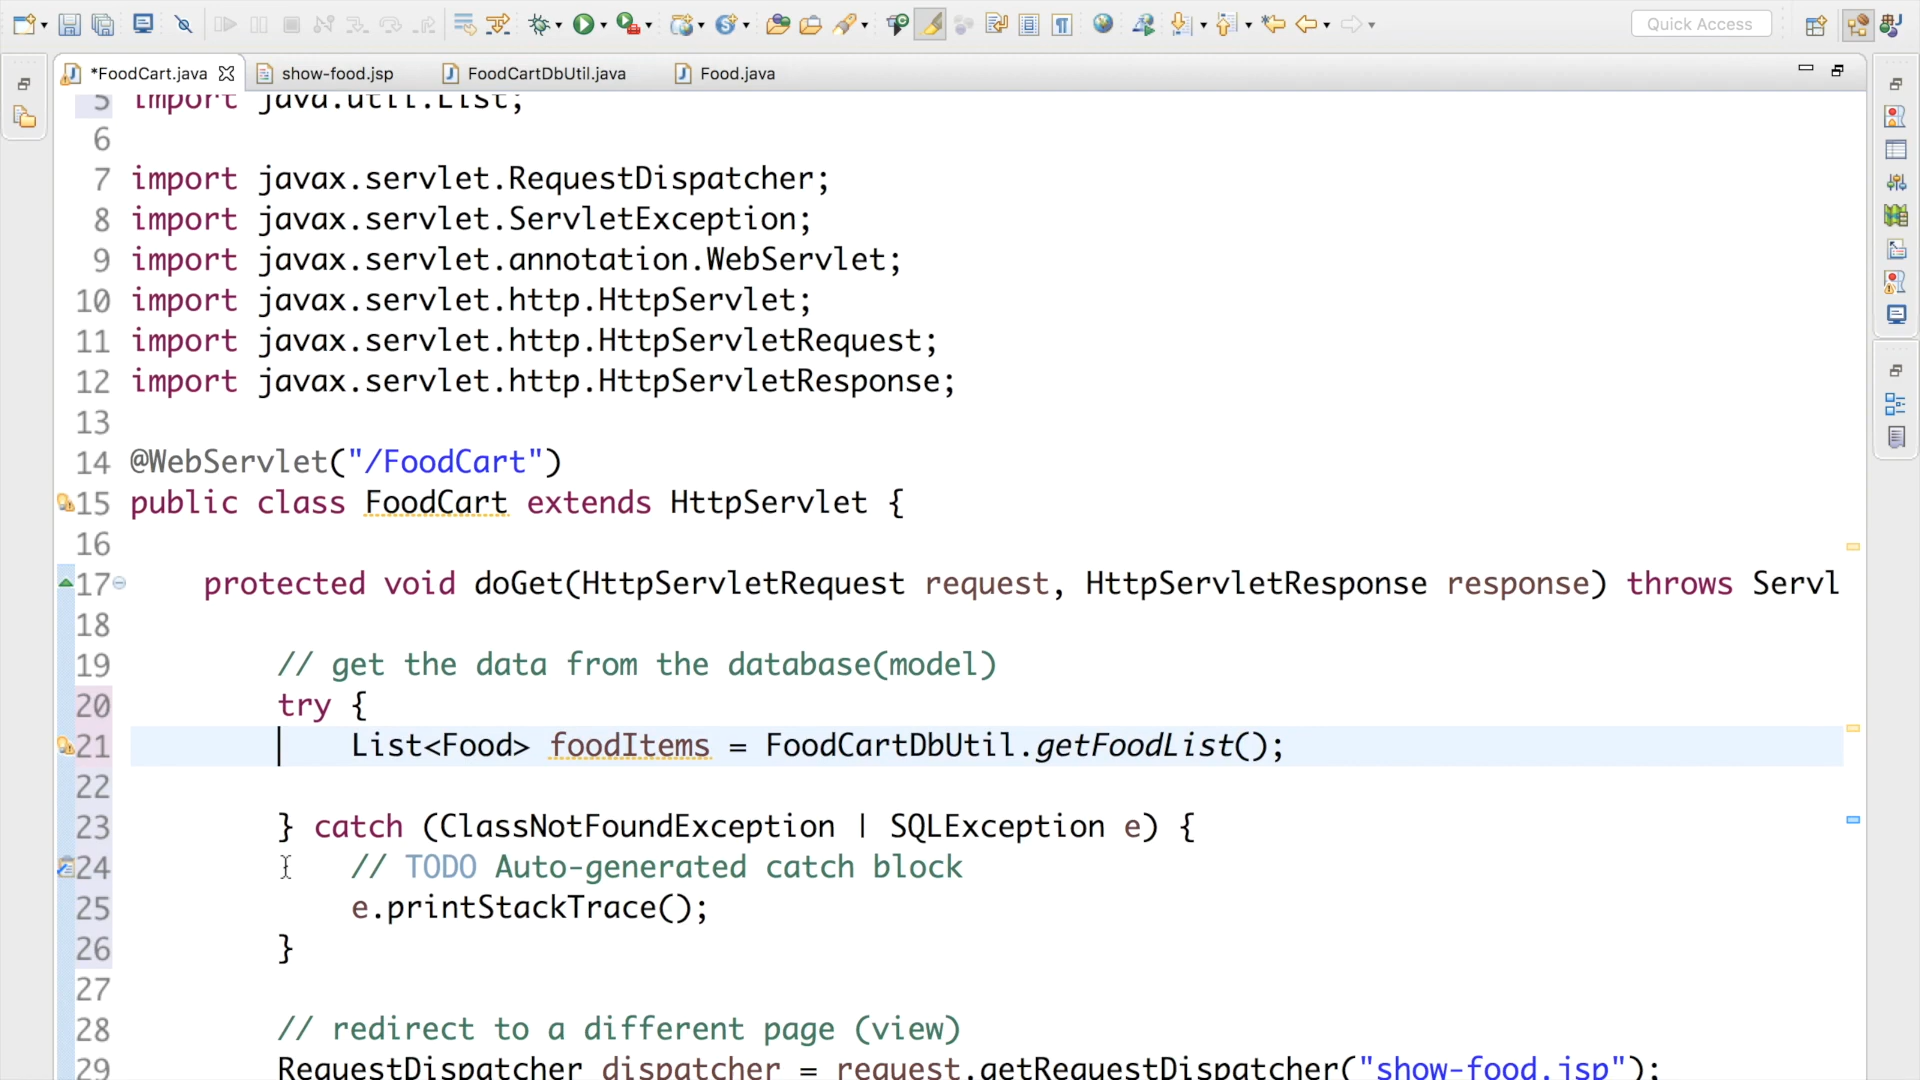 Quick Access
*FoodCart.java
show-food.jsp
FoodCartDbUtil.java
Food.java
5 import java.util.List;
6
7 import javax.servlet.RequestDispatcher;
8 import javax.servlet.ServletException;
9 import javax.servlet.annotation.WebServlet;
10 import javax.servlet.http.HttpServlet;
11 import javax.servlet.http.HttpServletRequest;
12 import javax.servlet.http.HttpServletResponse;
13
14 @WebServlet("/FoodCart")
15 public class FoodCart extends HttpServlet {
16
17 protected void doGet(HttpServletRequest request, HttpServletResponse response) throws Servl
18
19 // get the data from the database(model)
20 try {
21 List<Food> foodItems = FoodCartDbUtil.getFoodList();
22
23 } catch (ClassNotFoundException | SQLException e) {
24 // TODO Auto-generated catch block
25 e.printStackTrace();
26 }
27
28 // redirect to a different page (view)
29 RequestDispatcher dispatcher = request.getRequestDispatcher("show-food.jsp");